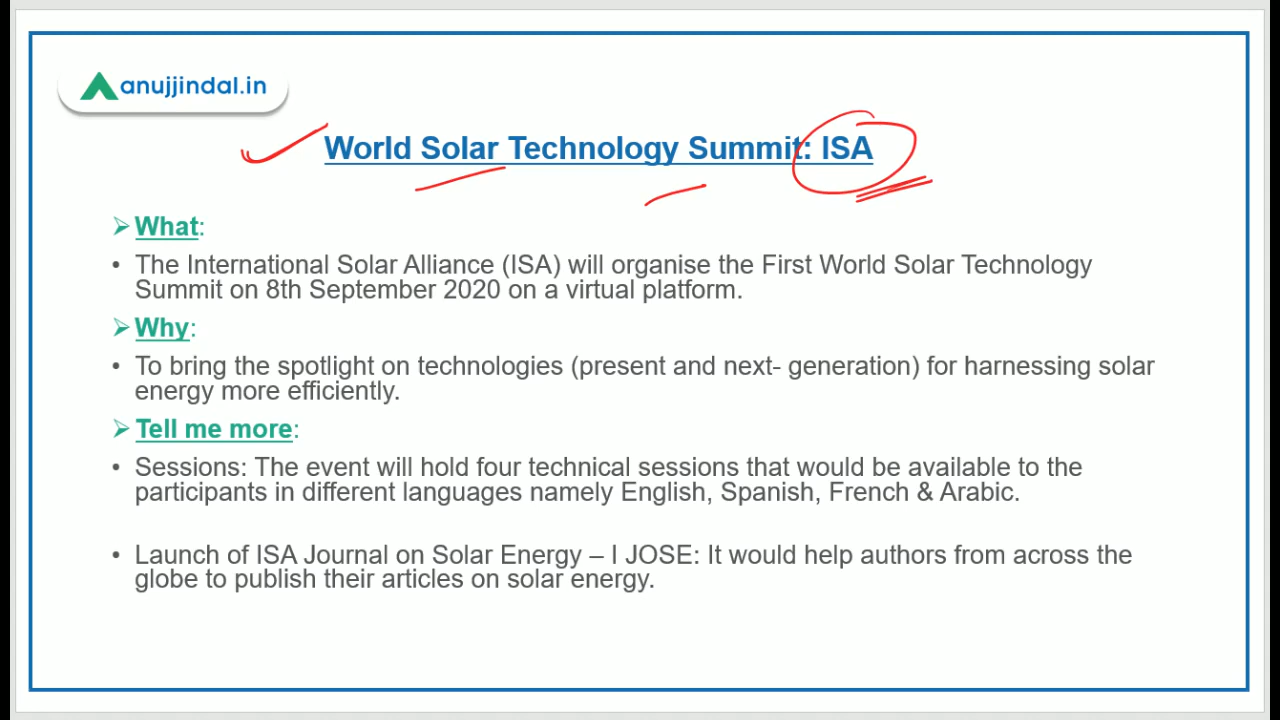 anujjindal.in
World Solar Technology Summit: ISA
➢ What:
• The International Solar Alliance (ISA) will organise the First World Solar Technology
Summit on 8th September 2020 on a virtual platform.
➢ Why:
• To bring the spotlight on technologies (present and next- generation) for harnessing solar
energy more efficiently.
➢ Tell me more:
• Sessions: The event will hold four technical sessions that would be available to the
participants in different languages namely English, Spanish, French & Arabic.
• Launch of ISA Journal on Solar Energy – I JOSE: It would help authors from across the
globe to publish their articles on solar energy.